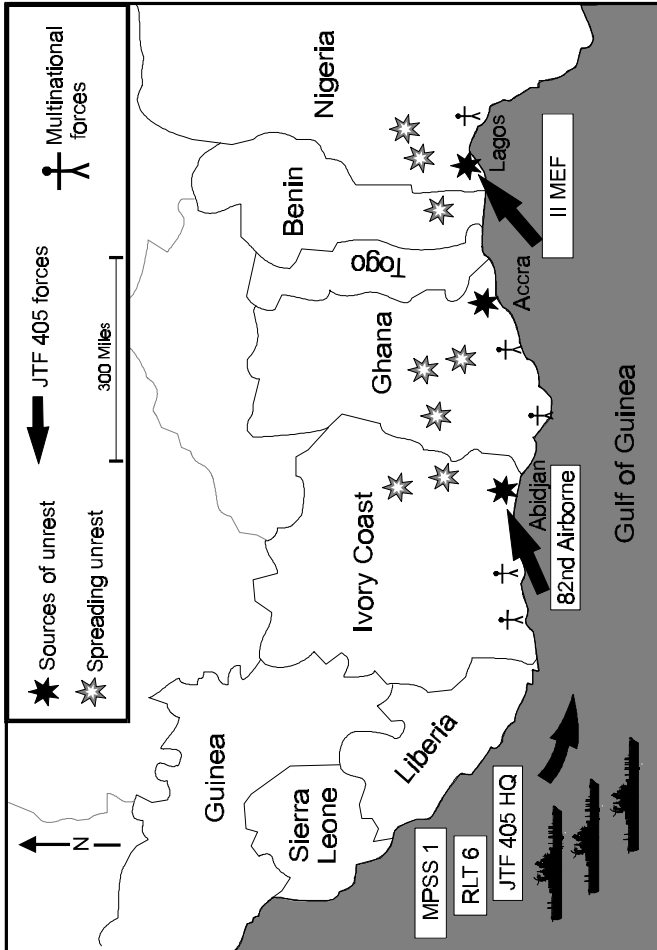 Sources of unrest
Spreading unrest
JTF 405 forces
300 Miles
Multinational
forces
N
Guinea
Sierra
Leone
Liberia
Ivory Coast
Ghana
Togo
Benin
Nigeria
Abidjan
Accra
Lagos
82nd Airborne
II MEF
MPSS 1
RLT 6
JTF 405 HQ
Gulf of Guinea